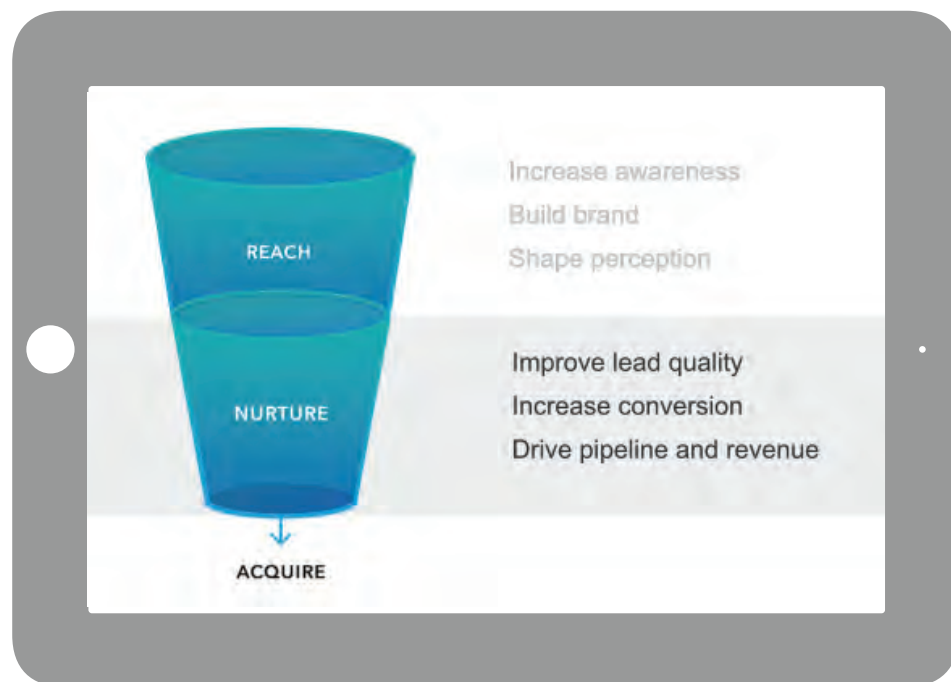 REACH
Increase awareness
Build brand
Shape perception
NURTURE
Improve lead quality
Increase conversion
Drive pipeline and revenue
ACQUIRE